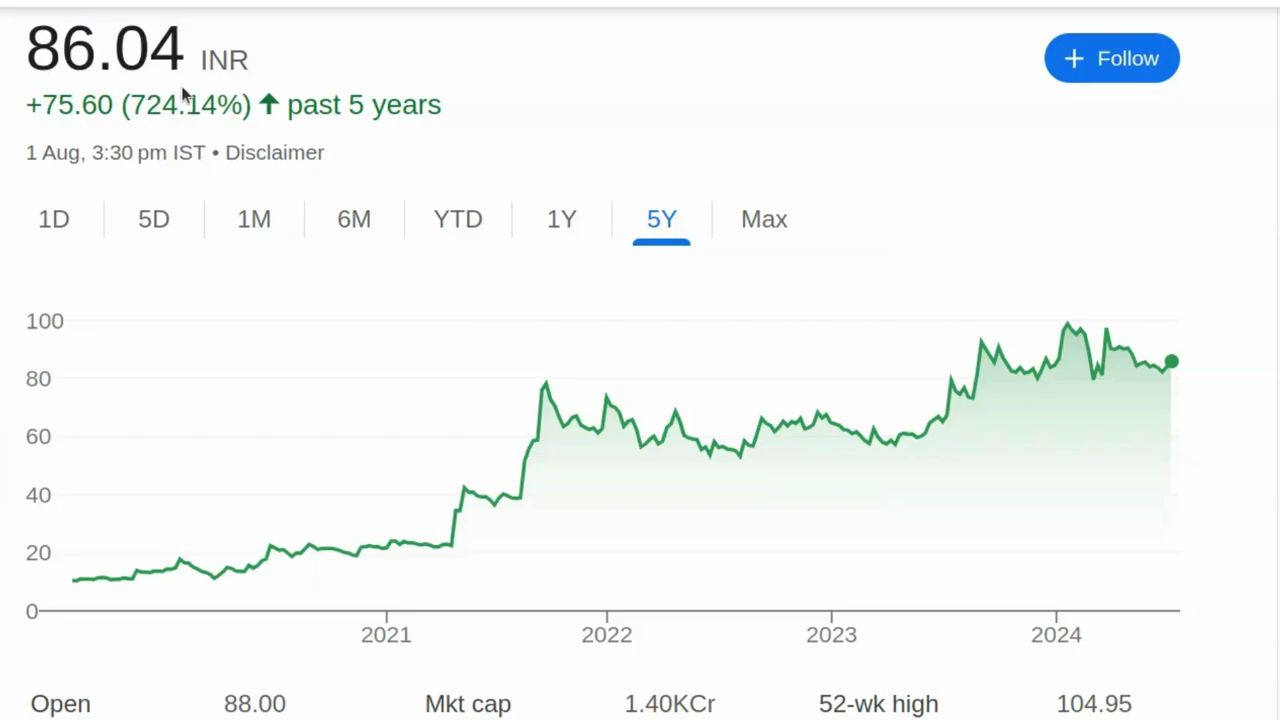 86.04 INR
+ Follow
+75.60 (724.14%) ↑ past 5 years
1 Aug, 3:30 pm IST • Disclaimer
1D 5D 1M 6M YTD 1Y 5Y Max
100
80
60
40
20
0
2021 2022 2023 2024
Open 88.00 Mkt cap 1.40KCr 52-wk high 104.95